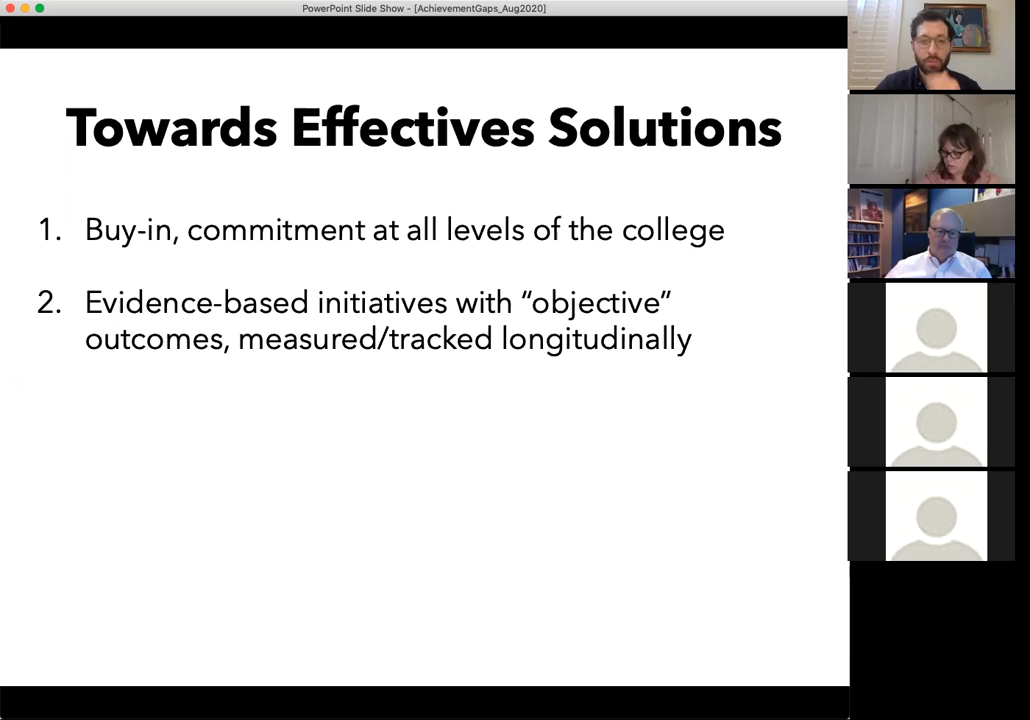 PowerPoint Slide Show - [AchievementGaps_Aug2020]
Towards Effectives Solutions
1. Buy-in, commitment at all levels of the college
2. Evidence-based initiatives with “objective”
outcomes, measured/tracked longitudinally